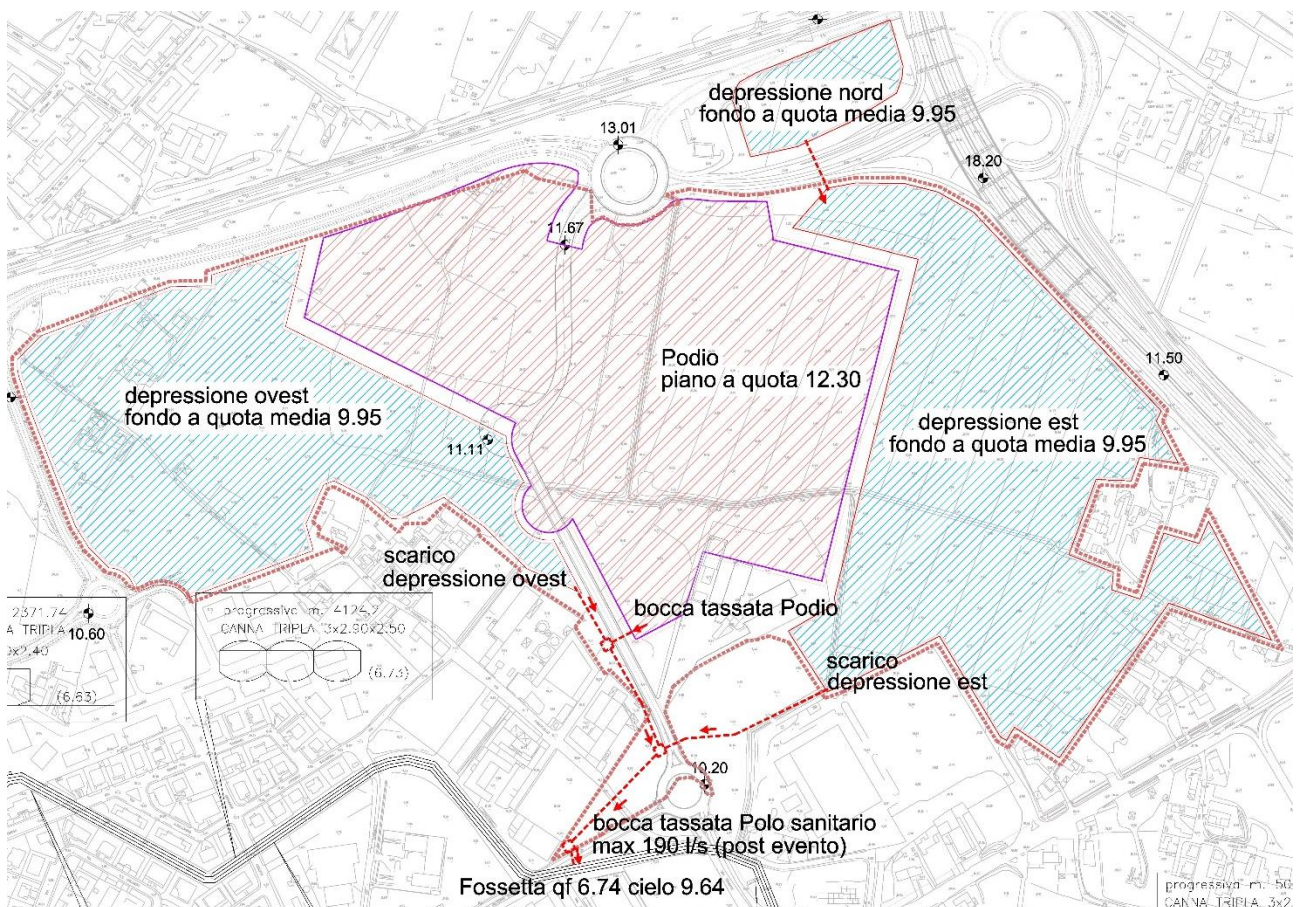 depressione nord
fondo a quota media 9.95
13.01
18.20
11.67
Podio
piano a quota 12.30
11.50
depressione ovest
fondo a quota media 9.95
depressione est
fondo a quota media 9.95
11.11
scarico
depressione ovest
bocca tassata Podio
2371.74
10.60
(6.63)
progressiva m. 4124,2
CANNA TRIPLA 3x2.90x2.50
(6.73)
scarico
depressione est
10.20
bocca tassata Polo sanitario
max 190 l/s (post evento)
Fossetta qf 6.74 cielo 9.64
progressiva m. 50
CANNA TRIPLA 3x2